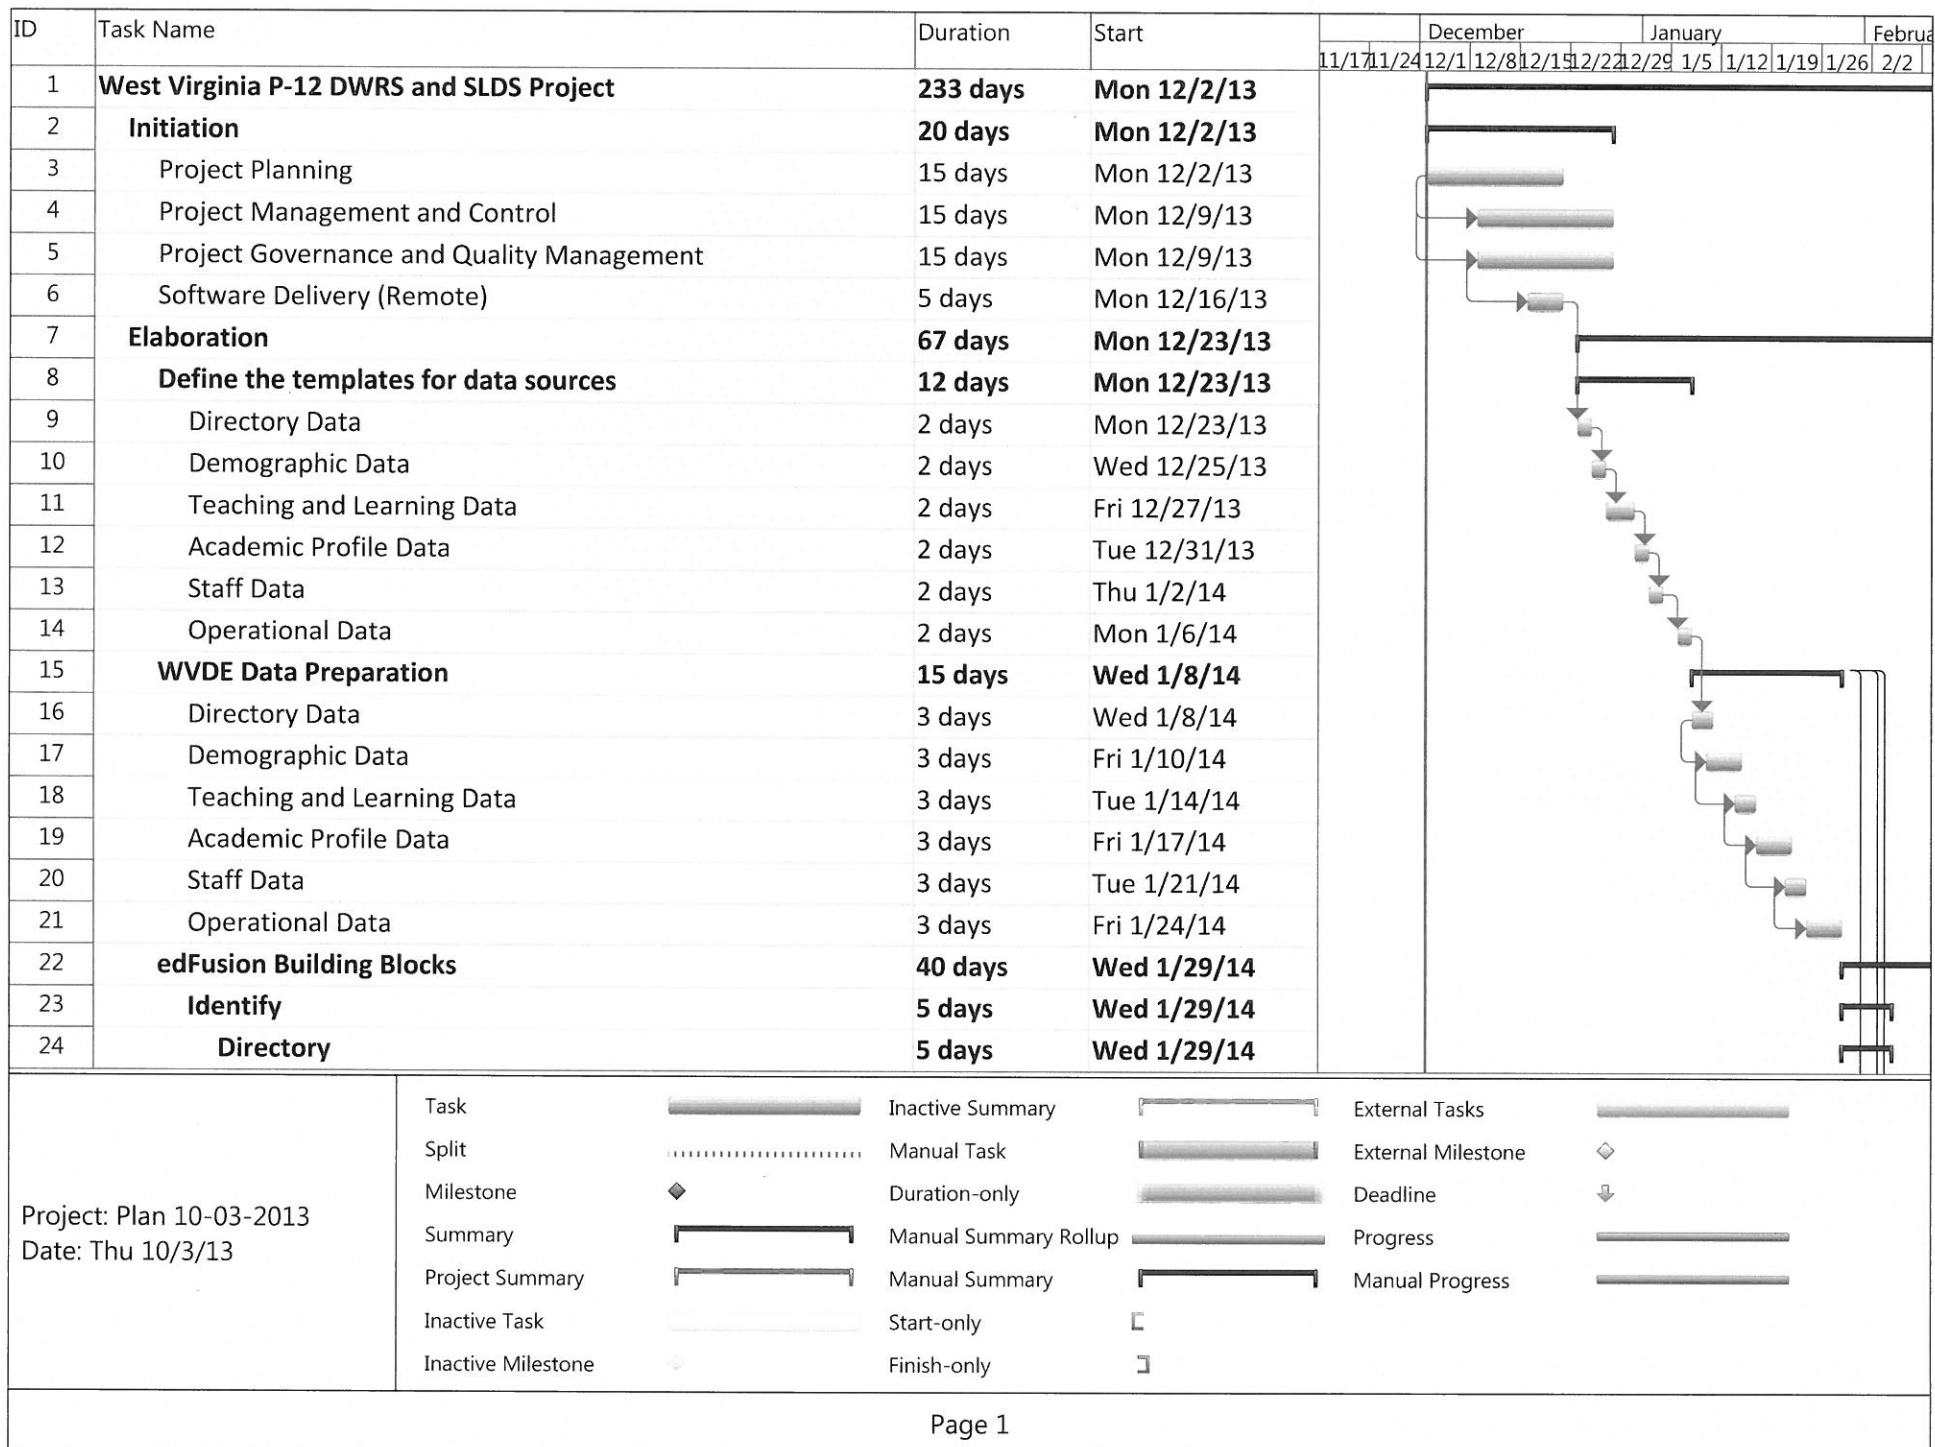 ID Task Name Duration Start December January Februa
11/17 11/24 12/1 12/8 12/15 12/22 12/29 1/5 1/12 1/19 1/26 2/2
1 West Virginia P-12 DWRS and SLDS Project 233 days Mon 12/2/13
2 Initiation 20 days Mon 12/2/13
3 Project Planning 15 days Mon 12/2/13
4 Project Management and Control 15 days Mon 12/9/13
5 Project Governance and Quality Management 15 days Mon 12/9/13
6 Software Delivery (Remote) 5 days Mon 12/16/13
7 Elaboration 67 days Mon 12/23/13
8 Define the templates for data sources 12 days Mon 12/23/13
9 Directory Data 2 days Mon 12/23/13
10 Demographic Data 2 days Wed 12/25/13
11 Teaching and Learning Data 2 days Fri 12/27/13
12 Academic Profile Data 2 days Tue 12/31/13
13 Staff Data 2 days Thu 1/2/14
14 Operational Data 2 days Mon 1/6/14
15 WVDE Data Preparation 15 days Wed 1/8/14
16 Directory Data 3 days Wed 1/8/14
17 Demographic Data 3 days Fri 1/10/14
18 Teaching and Learning Data 3 days Tue 1/14/14
19 Academic Profile Data 3 days Fri 1/17/14
20 Staff Data 3 days Tue 1/21/14
21 Operational Data 3 days Fri 1/24/14
22 edFusion Building Blocks 40 days Wed 1/29/14
23 Identify 5 days Wed 1/29/14
24 Directory 5 days Wed 1/29/14
Project: Plan 10-03-2013
Date: Thu 10/3/13
Task Inactive Summary External Tasks
Split Manual Task External Milestone
Milestone Duration-only Deadline
Summary Manual Summary Rollup Progress
Project Summary Manual Summary Manual Progress
Inactive Task Start-only
Inactive Milestone Finish-only
Page 1